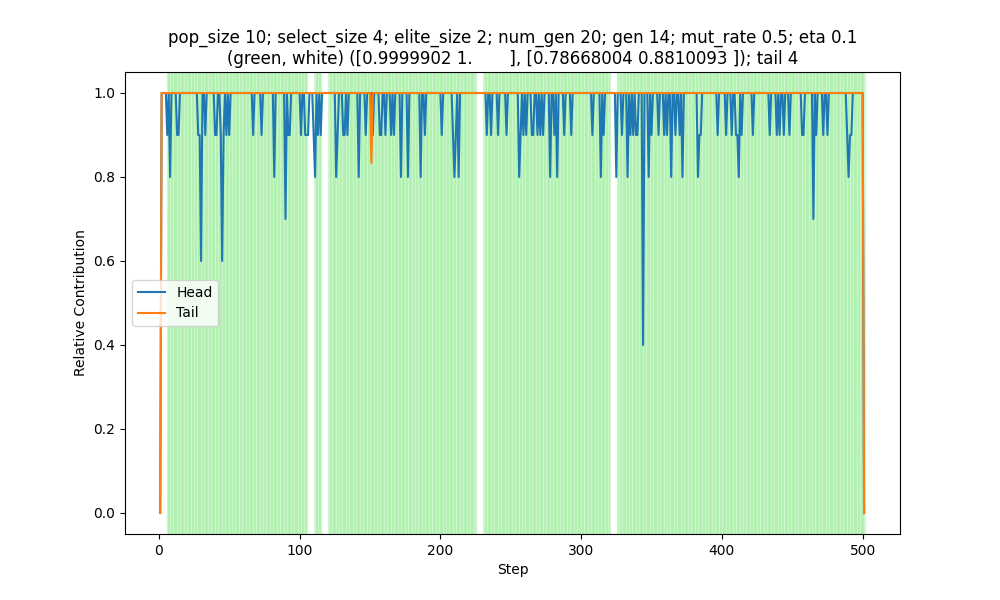 pop_size 10; select_size 4; elite_size 2; num_gen 20; gen 14; mut_rate 0.5; eta 0.1
(green, white) ([0.9999902 1.       ], [0.78668004 0.8810093 ]); tail 4
1.0
0.8
0.6
0.4
0.2
0.0
Relative Contribution
Head
Tail
0
100
200
300
400
500
Step